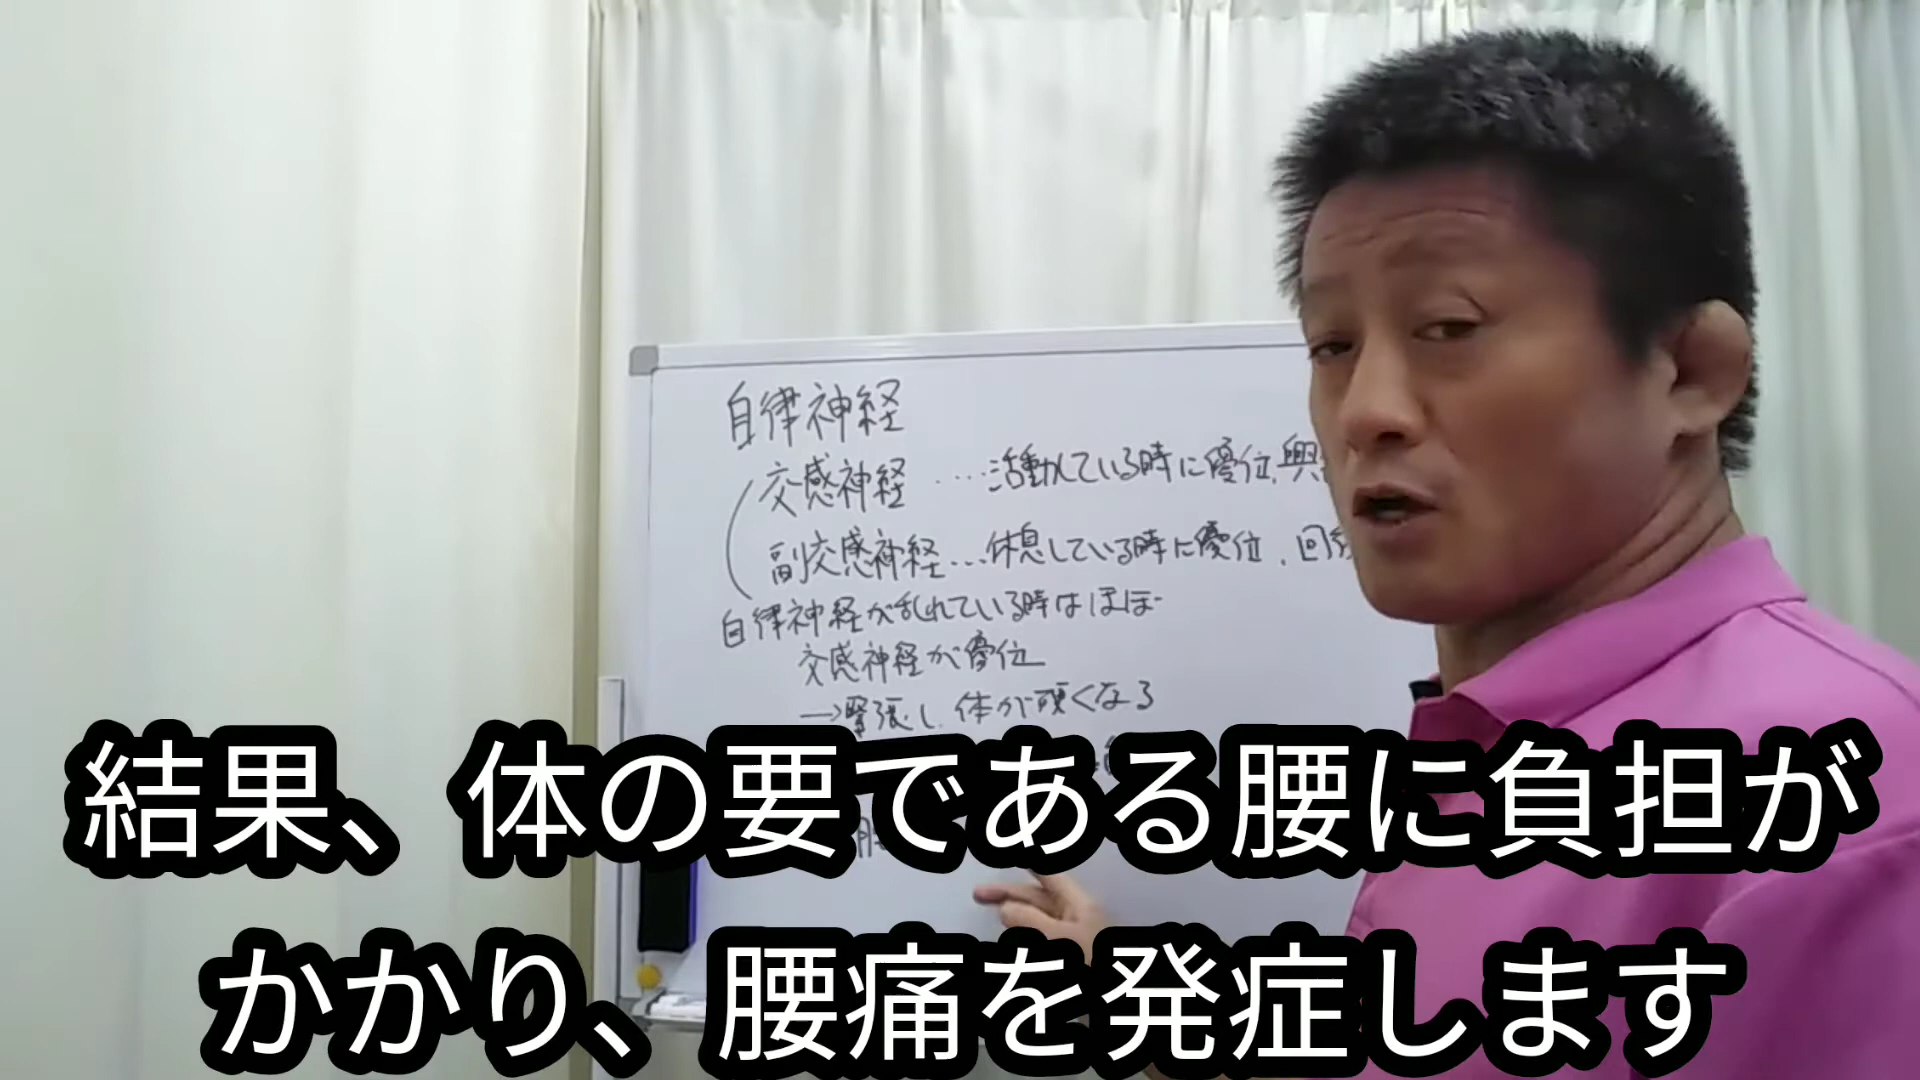 自律神経
交感神経 …活動している時に優位、興
副交感神経…休息している時に優位、回
自律神経が乱れている時はほぼ
交感神経が優位
→緊張し、体が硬くなる
結果、体の要である腰に負担が
かかり、腰痛を発症します